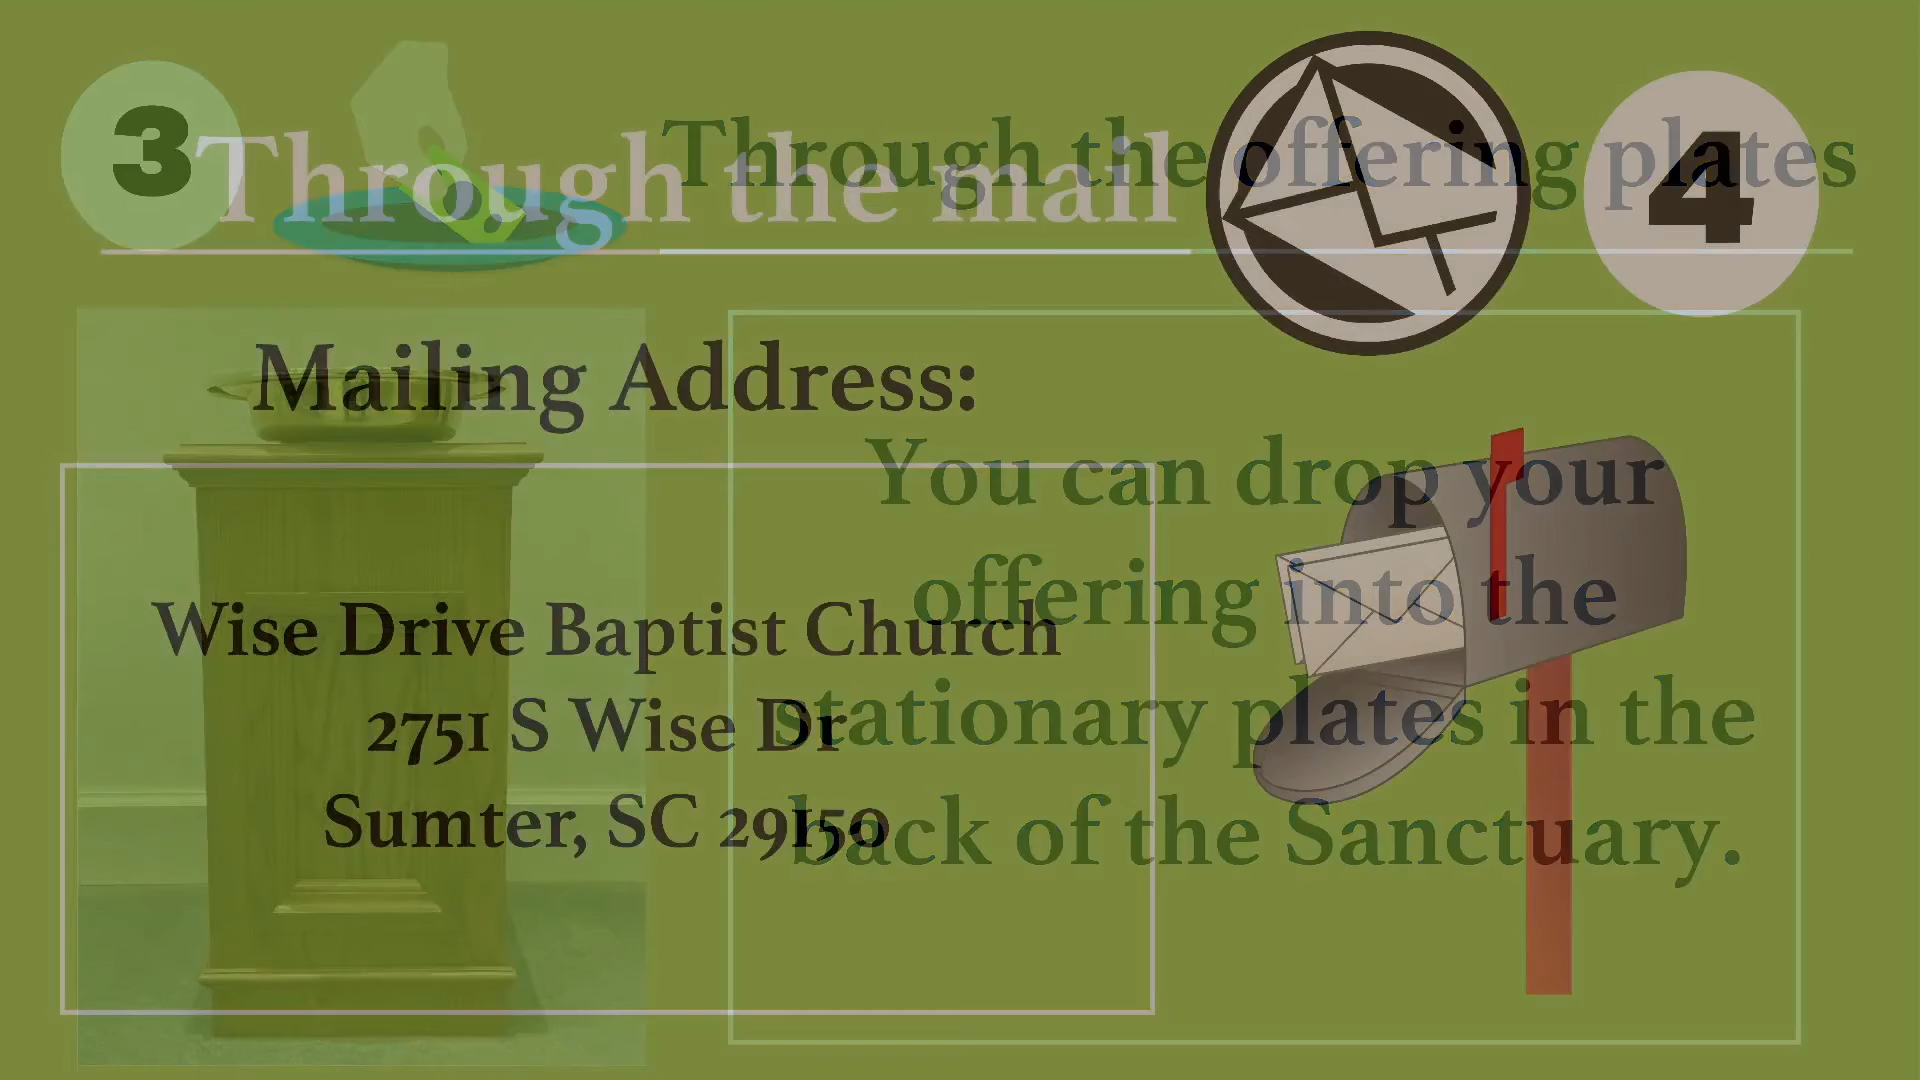 3
Through the offering plates
You can drop your
offering into the
stationary plates in the
back of the Sanctuary.
4
Through the mail
Mailing Address:
Wise Drive Baptist Church
2751 S Wise Dr
Sumter, SC 29150